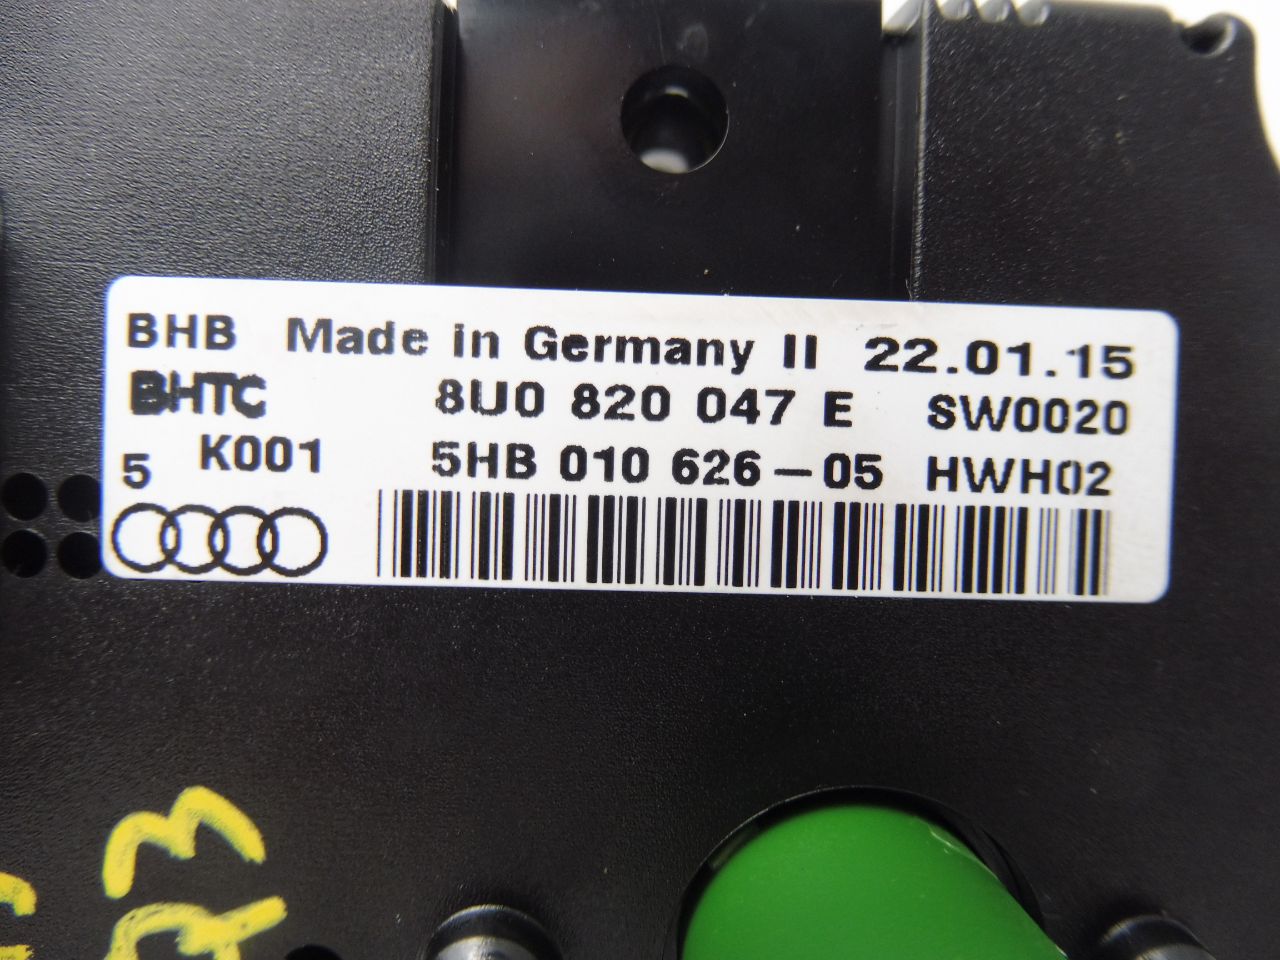 BHB Made in Germany II 22.01.15
BHTC 8U0 820 047 E SW0020
5 K001 5HB 010 626-05 HWH02